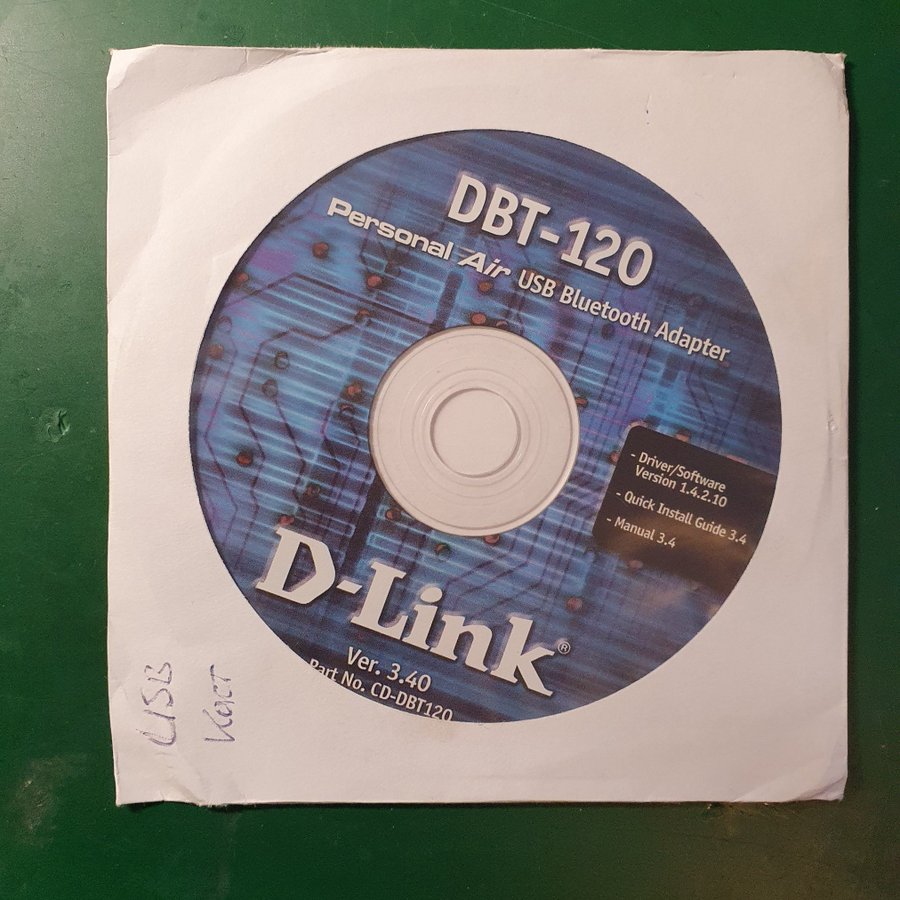 DBT-120
Personal Air USB Bluetooth Adapter
- Driver/Software
Version 1.4.2.10
- Quick Install Guide 3.4
- Manual 3.4
D-Link®
Ver. 3.40
Part No. CD-DBT120
USB